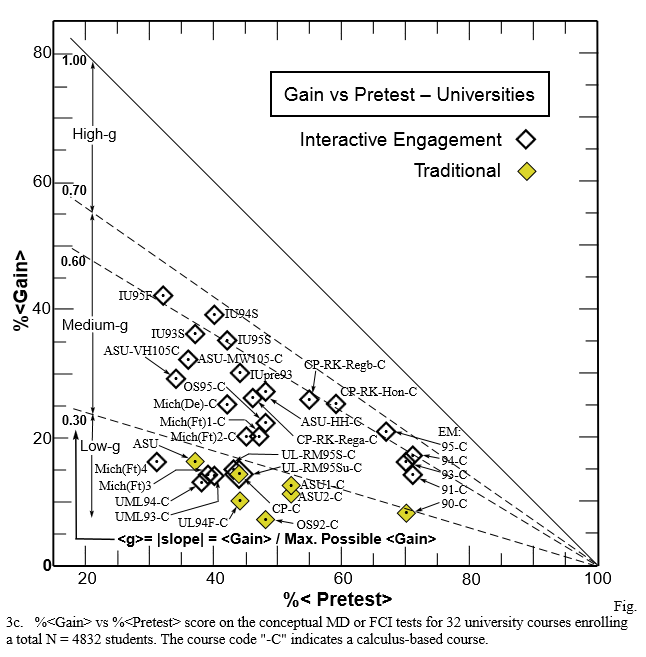 80
1.00
Gain vs Pretest – Universities
High-g
Interactive Engagement
Traditional
60
0.70
0.60
%<Gain>
IU95F
40
IU94S
Medium-g
IU93S
IU95S
ASU-VH105C
ASU-MW105-C
CP-RK-Regb-C
IUpre93
OS95-C
CP-RK-Hon-C
Mich(De)-C
0.30
Mich(Ft)1-C
ASU-HH-C
20
Mich(Ft)2-C
CP-RK-Rega-C
EM:
Low-g
ASU
95-C
UL-RM95S-C
94-C
Mich(Ft)4
UL-RM95Su-C
93-C
Mich(Ft)3
ASU1-C
91-C
UML94-C
ASU2-C
90-C
UML93-C
CP-C
UL94F-C
OS92-C
<g>= |slope| = <Gain> / Max. Possible <Gain>
0
20
40
60
80
100
%< Pretest>
Fig.
3c. %<Gain> vs %<Pretest> score on the conceptual MD or FCI tests for 32 university courses enrolling
a total N = 4832 students. The course code "-C" indicates a calculus-based course.